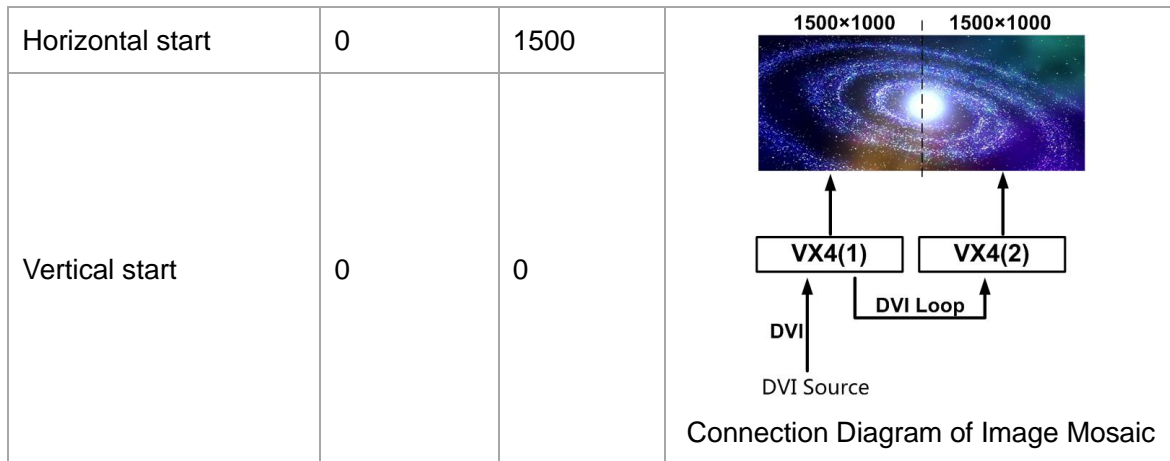 Horizontal start 0 1500
Vertical start 0 0
1500×1000 1500×1000
VX4(1) VX4(2)
DVI Loop
DVI
DVI Source
Connection Diagram of Image Mosaic